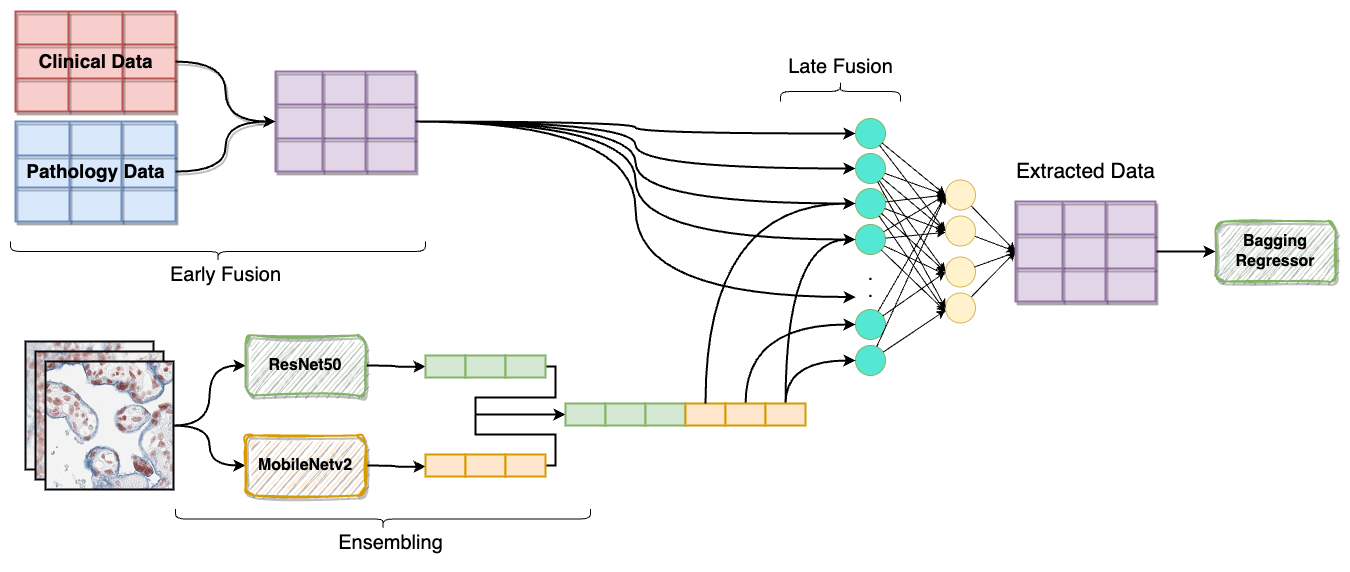 Clinical Data
Pathology Data
Early Fusion
Late Fusion
Extracted Data
Bagging
Regressor
ResNet50
MobileNetv2
Ensembling